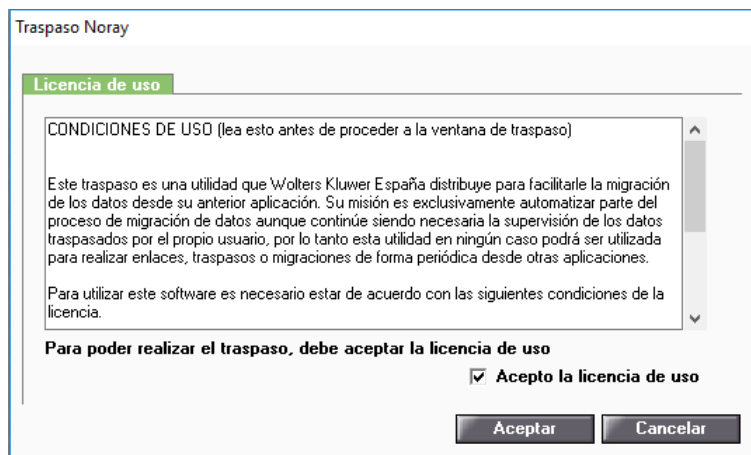 Traspaso Noray
Licencia de uso
CONDICIONES DE USO (lea esto antes de proceder a la ventana de traspaso)
Este traspaso es una utilidad que Wolters Kluwer España distribuye para facilitarle la migración
de los datos desde su anterior aplicación. Su misión es exclusivamente automatizar parte del
proceso de migración de datos aunque continúe siendo necesaria la supervisión de los datos
traspasados por el propio usuario, por lo tanto esta utilidad en ningún caso podrá ser utilizada
para realizar enlaces, traspasos o migraciones de forma periódica desde otras aplicaciones.
Para utilizar este software es necesario estar de acuerdo con las siguientes condiciones de la
licencia.
Para poder realizar el traspaso, debe aceptar la licencia de uso
Acepto la licencia de uso
Aceptar Cancelar